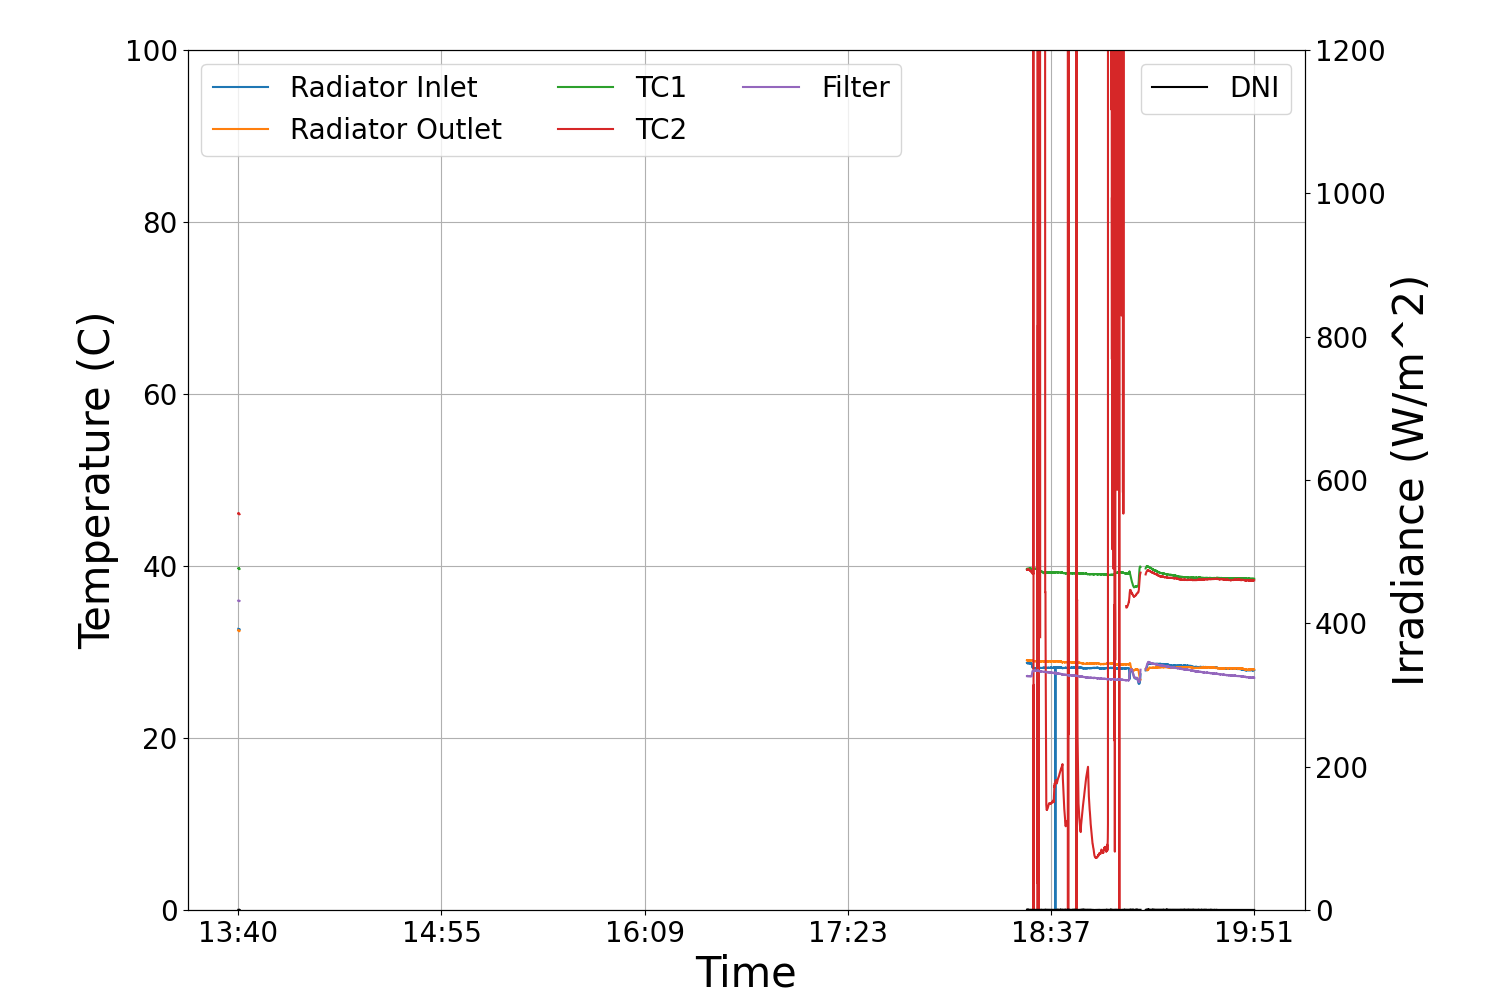 Radiator Inlet
Radiator Outlet
TC1
TC2
Filter
DNI
Temperature (C)
100
80
60
40
20
0
Irradiance (W/m^2)
1200
1000
800
600
400
200
0
13:40 14:55 16:09 17:23 18:37 19:51
Time